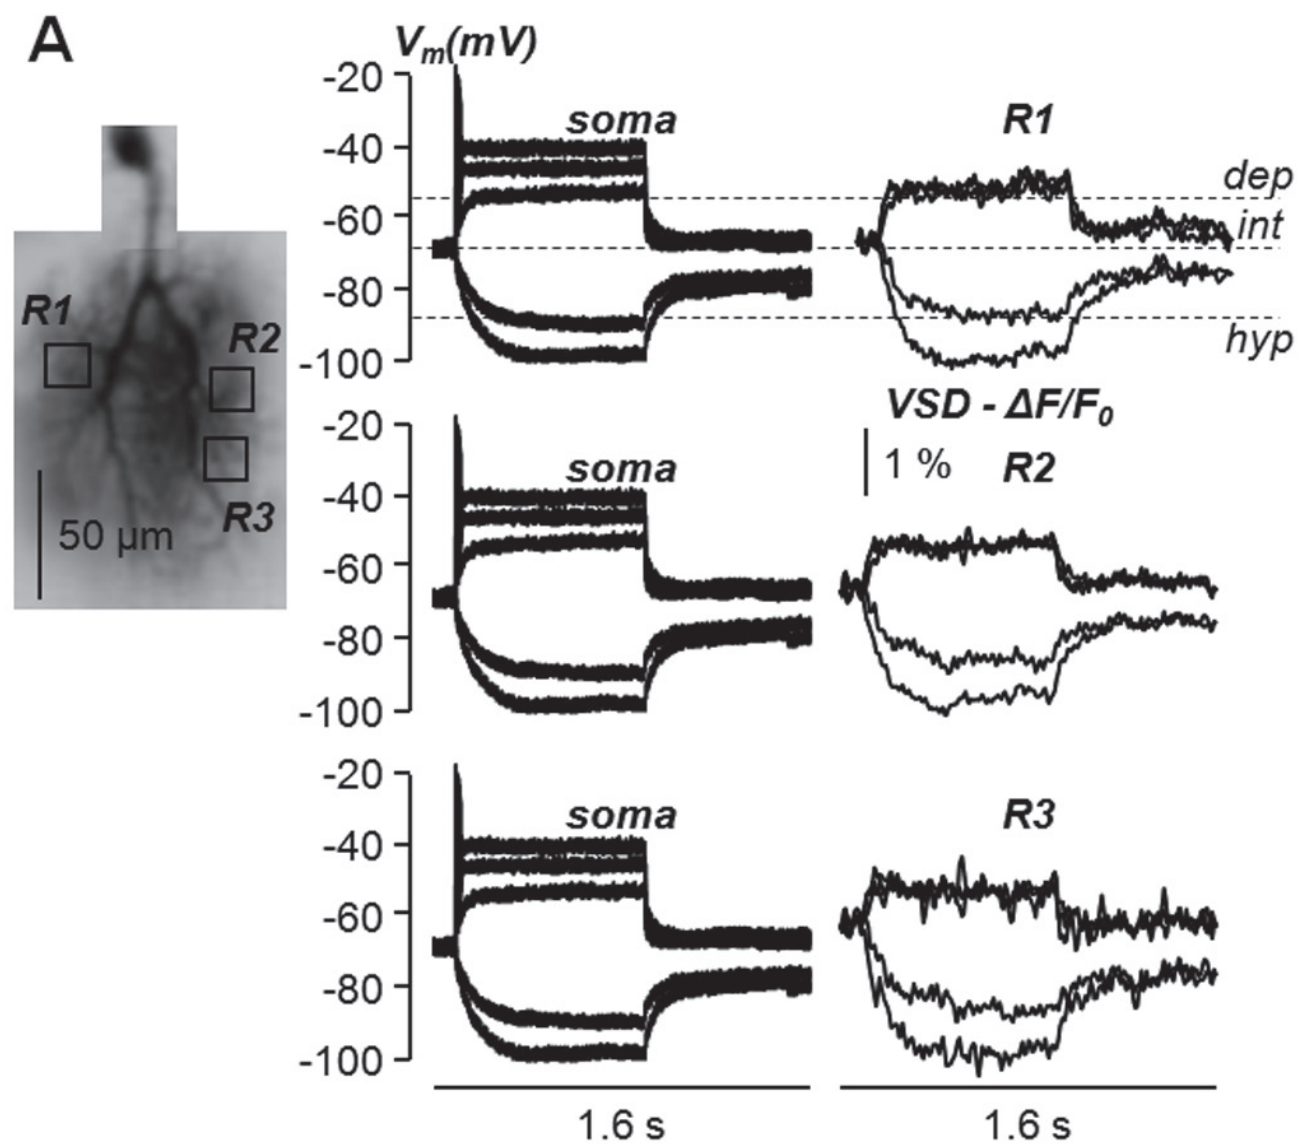 A
Vm(mV)
-20
-40
-60
-80
-100
soma
R1
dep
int
hyp
R1
R2
R3
50 µm
VSD - ΔF/F0
1 %
-20
-40
-60
-80
-100
soma
R2
-20
-40
-60
-80
-100
soma
R3
1.6 s
1.6 s